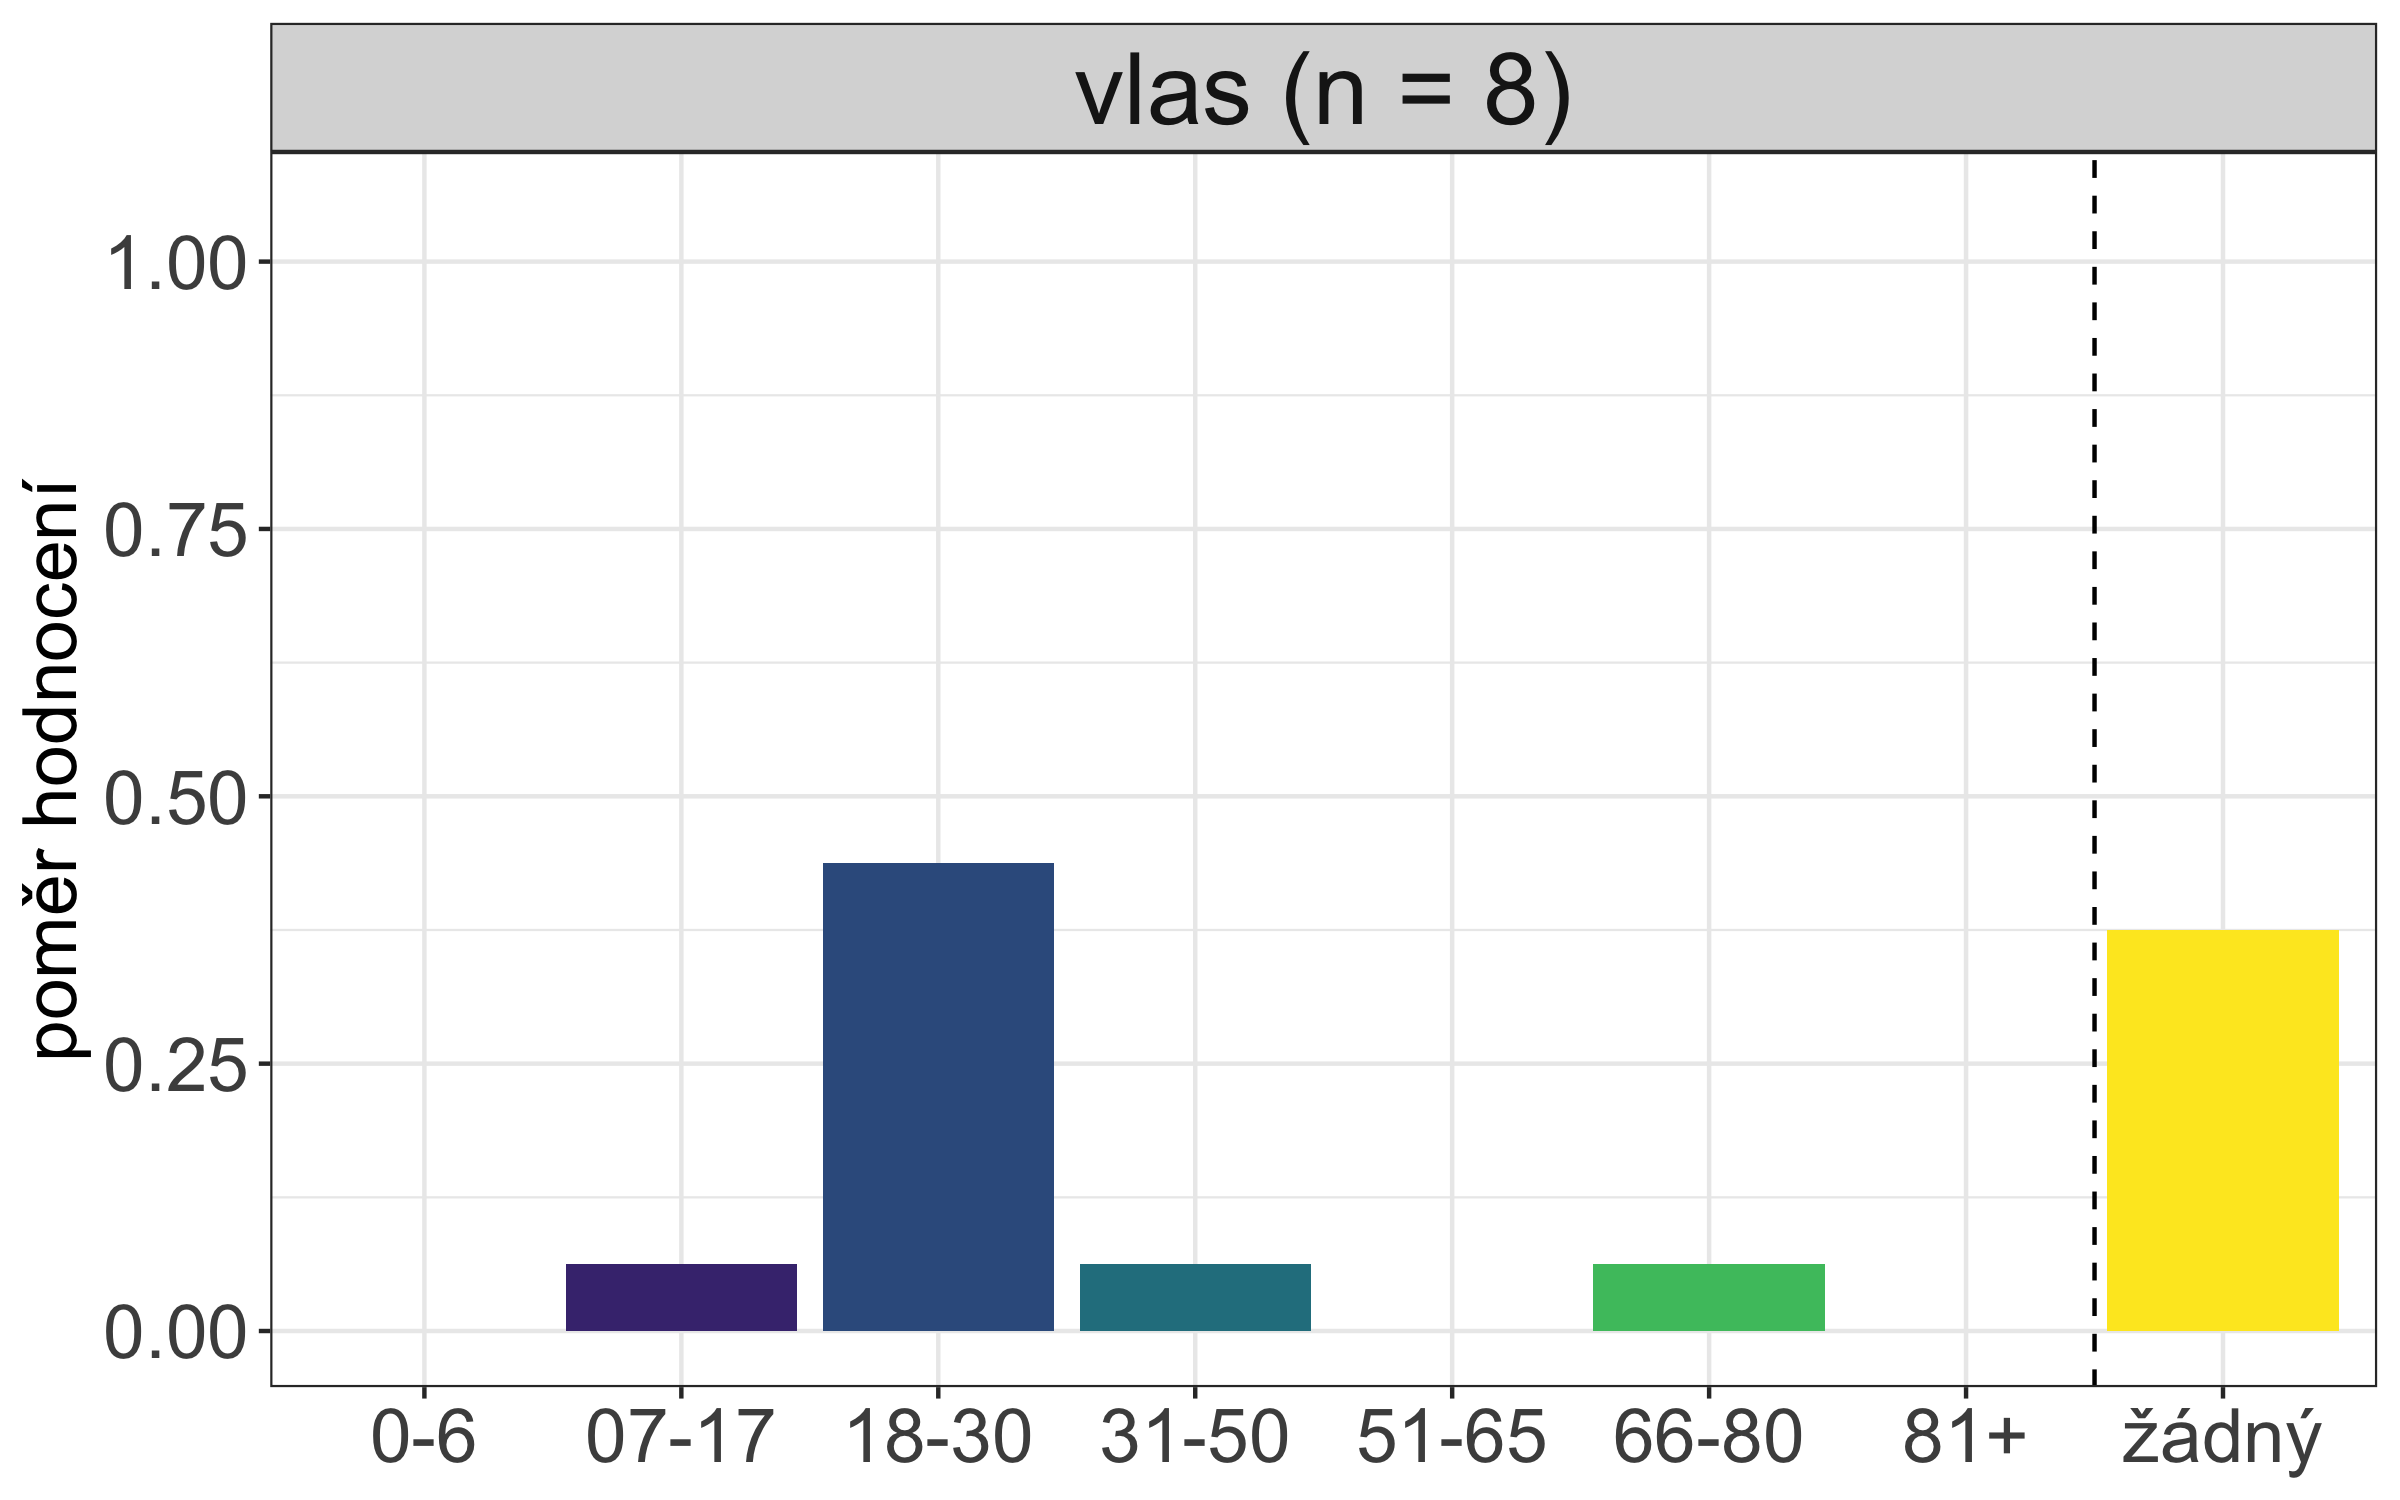 vlas (n = 8)
poměr hodnocení
1.00
0.75
0.50
0.25
0.00
0-6 07-17 18-30 31-50 51-65 66-80 81+ žádný